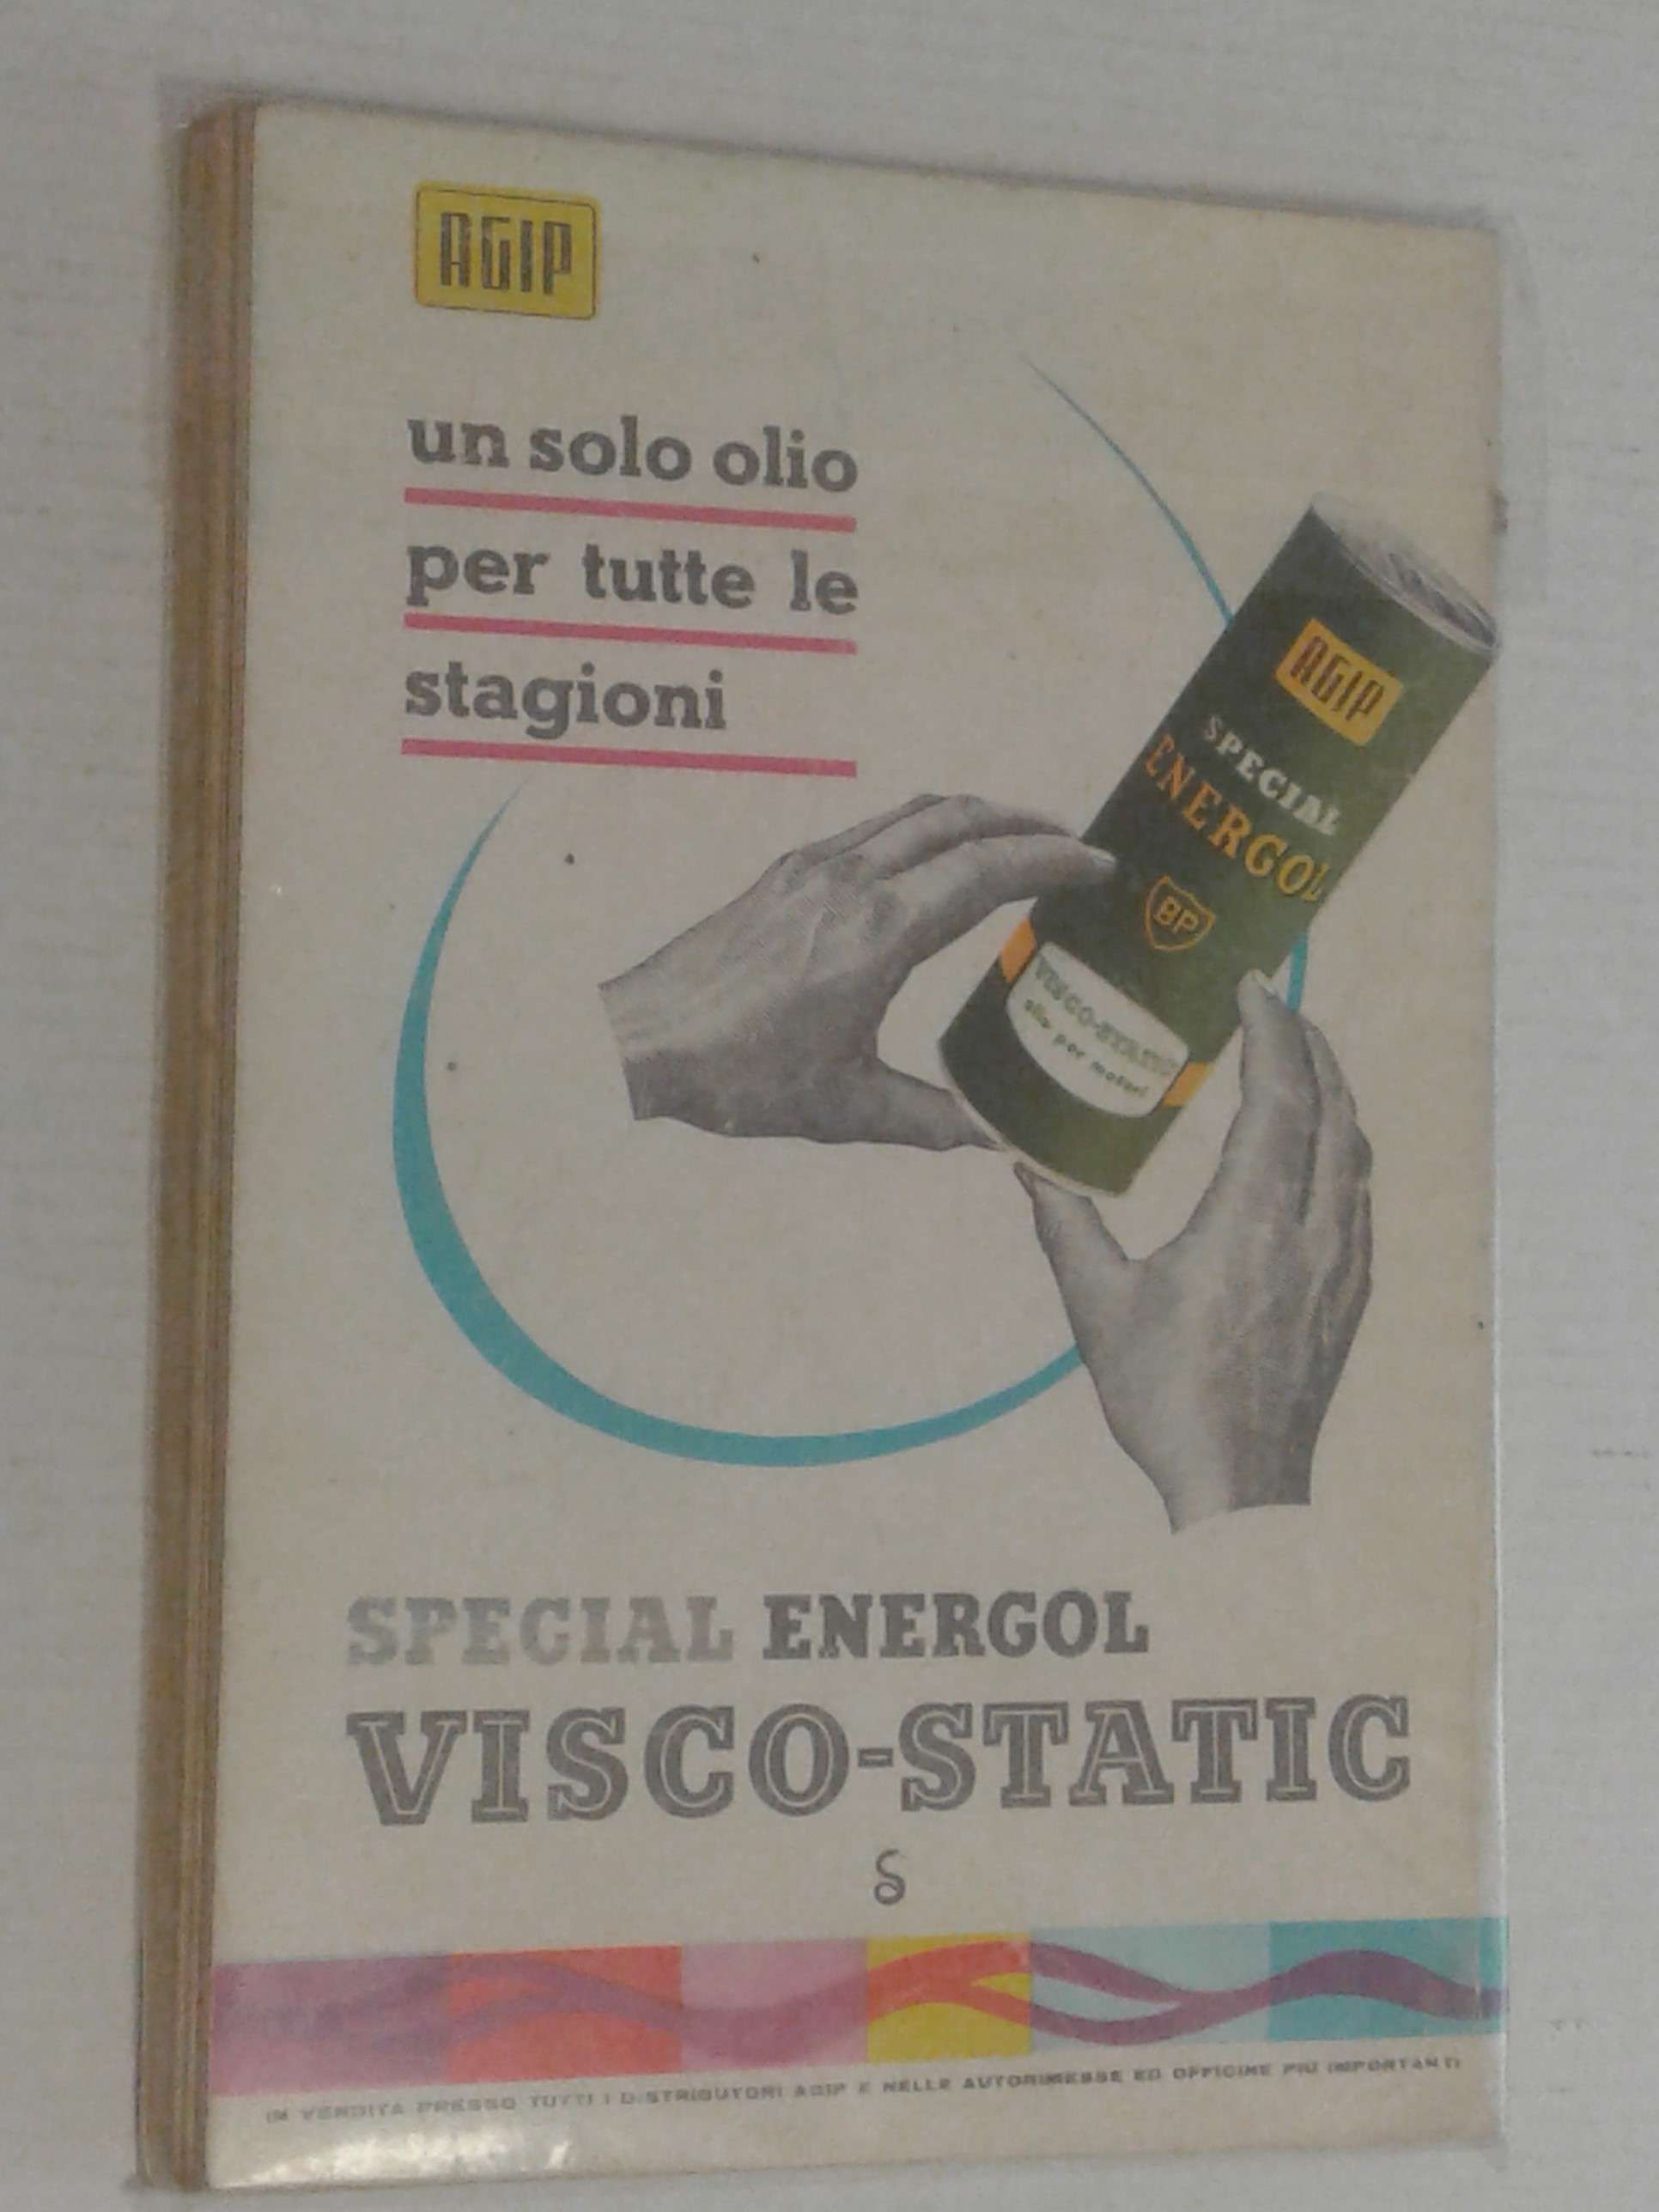 AGIP
un solo olio
per tutte le
stagioni
AGIP
SPECIAL
ENERGOL
BP
VISCO-STATIC
olio per motori
SPECIAL ENERGOL
VISCO-STATIC
IN VENDITA PRESSO TUTTI I DISTRIBUTORI AGIP E NELLE AUTORIMESSE ED OFFICINE PIÙ IMPORTANTI